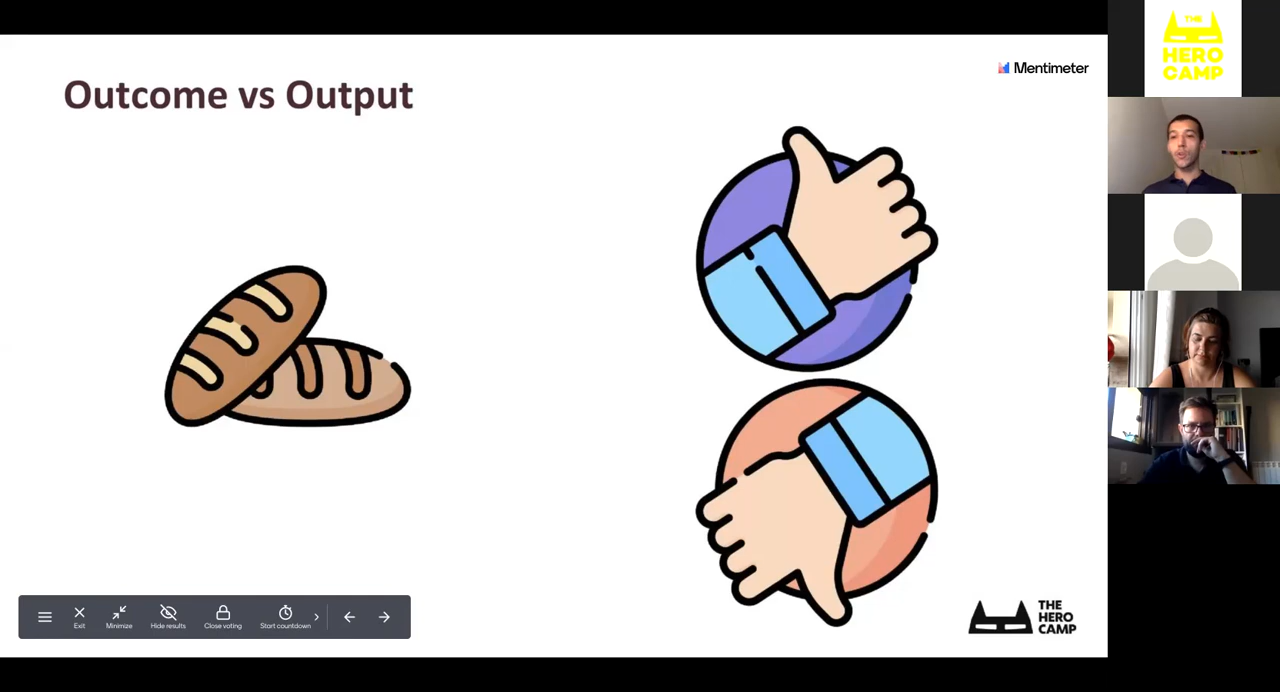 Outcome vs Output
Mentimeter
Exit
Minimize
Hide results
Close voting
Start countdown
THE
HERO
CAMP
THE
HERO
CAMP